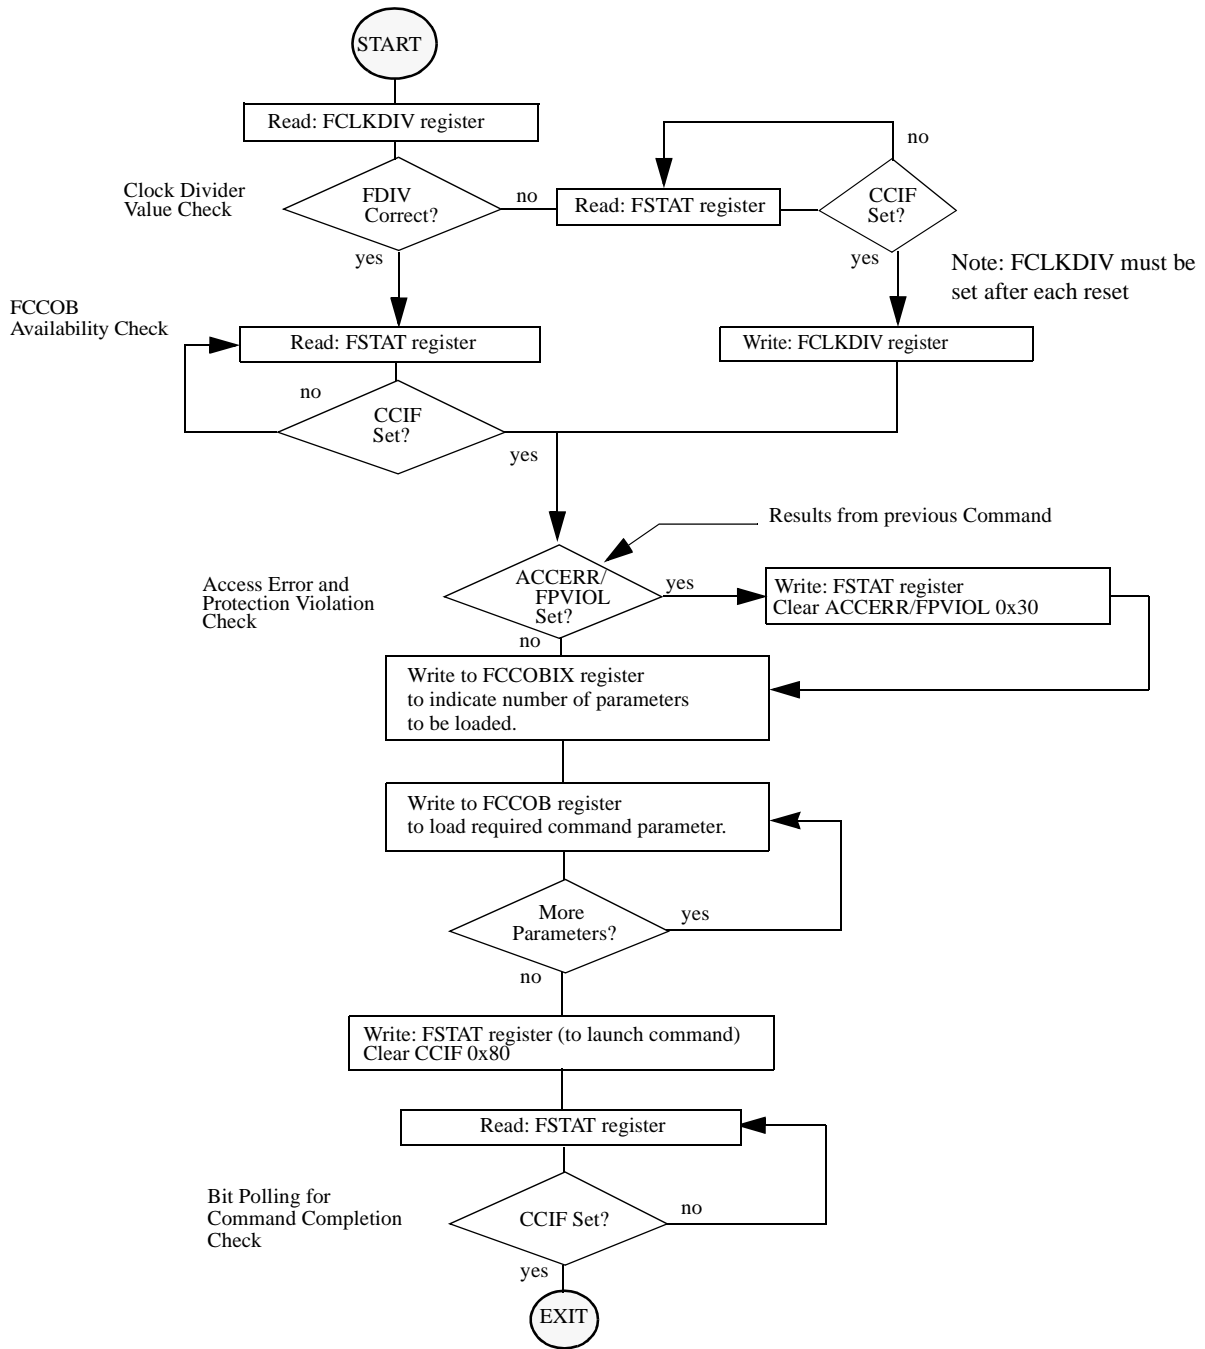 START
Read: FCLKDIV register
no
Clock Divider
Value Check
FDIV
Correct?
no
Read: FSTAT register
CCIF
Set?
yes
yes
Note: FCLKDIV must be
set after each reset
FCCOB
Availability Check
Read: FSTAT register
Write: FCLKDIV register
no
CCIF
Set?
yes
Results from previous Command
Access Error and
Protection Violation
Check
ACCERR/
FPVIOL
Set?
yes
Write: FSTAT register
Clear ACCERR/FPVIOL 0x30
no
Write to FCCOBIX register
to indicate number of parameters
to be loaded.
Write to FCCOB register
to load required command parameter.
More
Parameters?
yes
no
Write: FSTAT register (to launch command)
Clear CCIF 0x80
Read: FSTAT register
Bit Polling for
Command Completion
Check
CCIF Set?
no
yes
EXIT